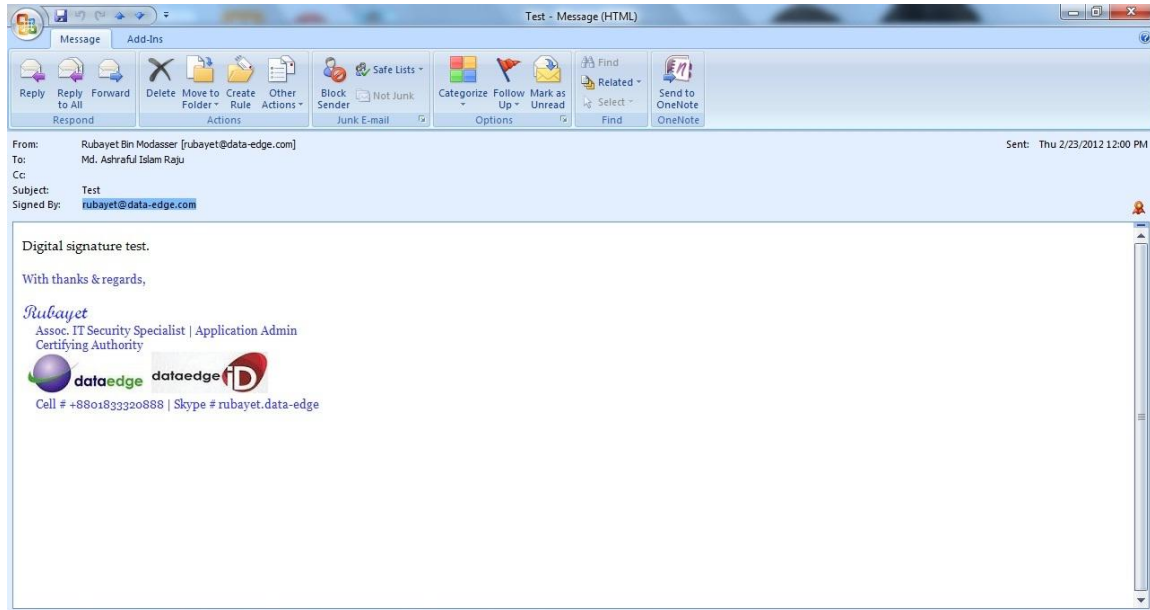 Test - Message (HTML)
Message Add-Ins
Reply Reply to All Forward Delete Move to Folder Create Rule Other Actions Block Sender Safe Lists Not Junk Categorize Follow Up Mark as Unread Find Related Select Send to OneNote
Respond Actions Junk E-mail Options Find OneNote
From: Rubayet Bin Modasser [rubayet@data-edge.com] Sent: Thu 2/23/2012 12:00 PM
To: Md. Ashraful Islam Raju
Cc:
Subject: Test
Signed By: rubayet@data-edge.com
Digital signature test.
With thanks & regards,
Rubayet
Assoc. IT Security Specialist | Application Admin
Certifying Authority
dataedge dataedge iD
Cell # +8801833320888 | Skype # rubayet.data-edge